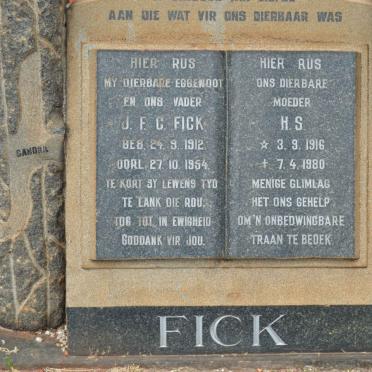 AAN DIE WAT VIR ONS DIERBAAR WAS
HIER RUS
MY DIERBARE EGGENOOT
EN ONS VADER
J. F. C. FICK
GEB. 24. 9. 1912
OORL. 27. 10. 1954.
TE KORT SY LEWENS TYD
TE LANK DIE ROU,
TOG TOT IN EWIGHEID
GODDANK VIR JOU.
HIER RUS
ONS DIERBARE
MOEDER
H. S.
☆ 3. 9. 1916
+ 7. 4. 1980
MENIGE GLIMLAG
HET ONS GEHELP
OM 'N ONBEDWINGBARE
TRAAN TE BEDEK
SANDRA
FICK